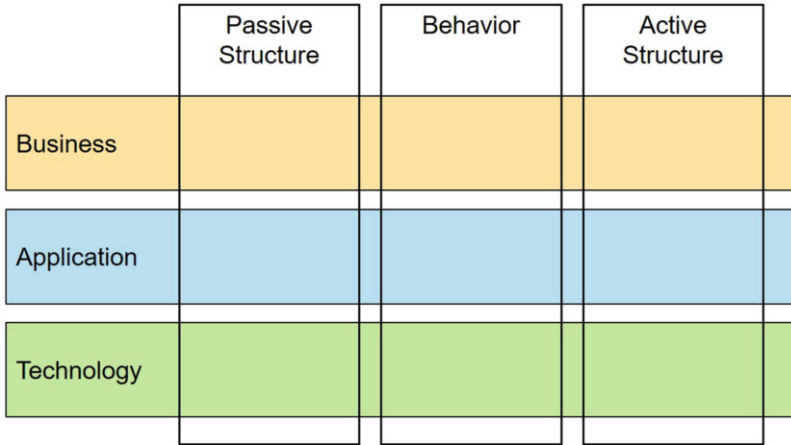 Passive
Structure
Behavior
Active
Structure
Business
Application
Technology